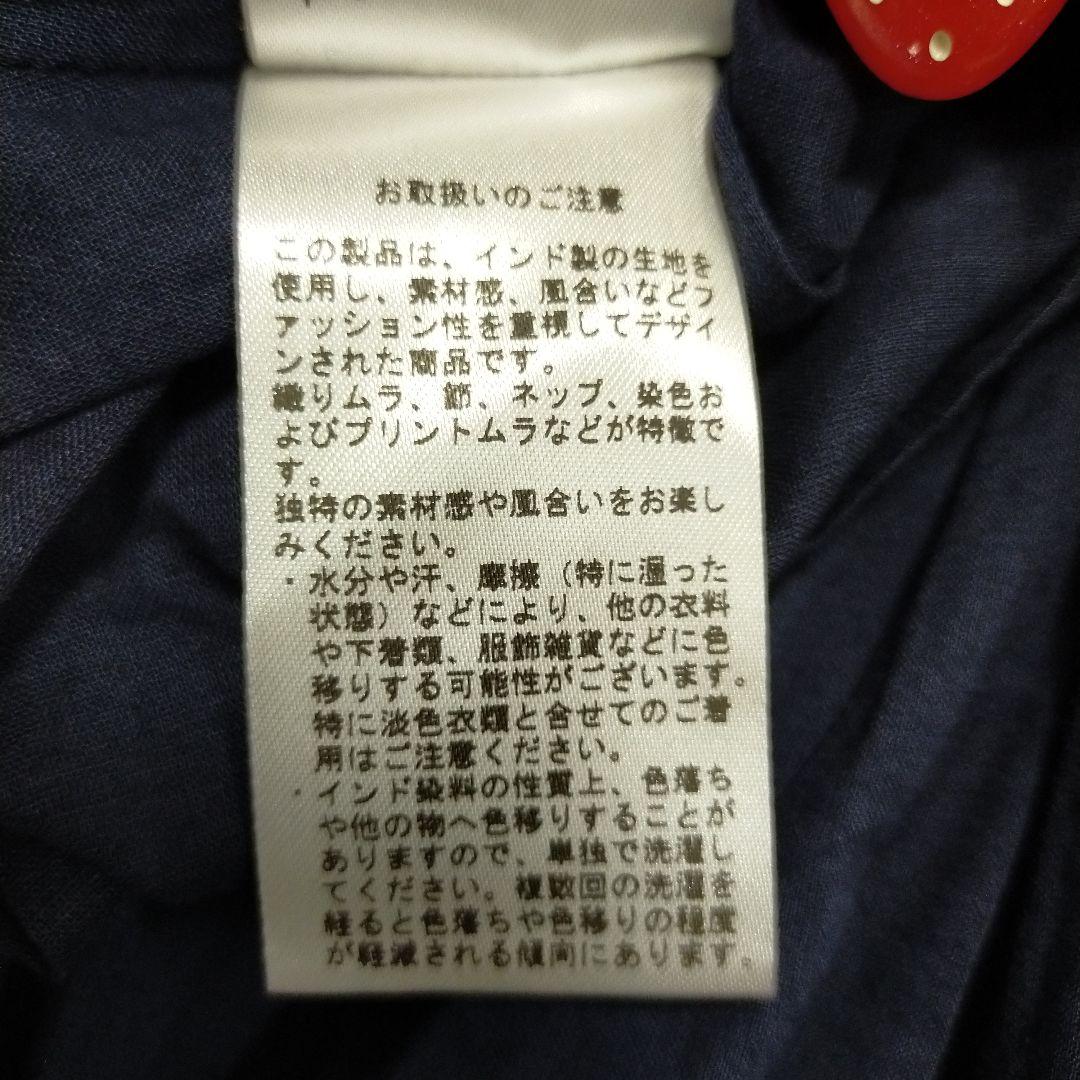 お取扱いのご注意
この製品は、インド製の生地を
使用し、素材感、風合いなどフ
ァッション性を重視してデザイ
ンされた商品です。
織りムラ、節、ネップ、染色お
よびプリントムラなどが特徴で
す。
独特の素材感や風合いをお楽し
みください。
・水分や汗、摩擦（特に湿った
状態）などにより、他の衣料
や下着類、服飾雑貨などに色
移りする可能性がございます。
特に淡色衣類と合せてのご着
用はご注意ください。
・インド染料の性質上、色落ち
や他の物へ色移りすることが
ありますので、単独で洗濯し
てください。複数回の洗濯を
経ると色落ちや色移りの程度
が軽減される傾向にあります。